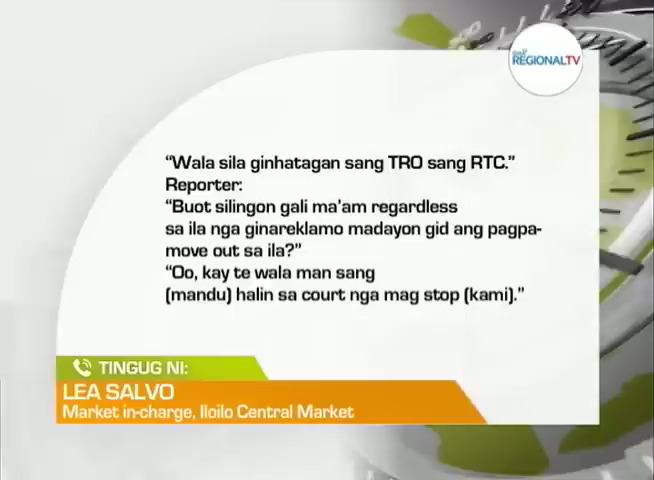 REGIONALTV
“Wala sila ginhatagan sang TRO sang RTC.”
Reporter:
“Buot silingon gali ma’am regardless
sa ila nga ginareklamo madayon gid ang pagpa-
move out sa ila?”
“Oo, kay te wala man sang
(mandu) halin sa court nga mag stop (kami).”
TINGUG NI:
LEA SALVO
Market in-charge, Iloilo Central Market